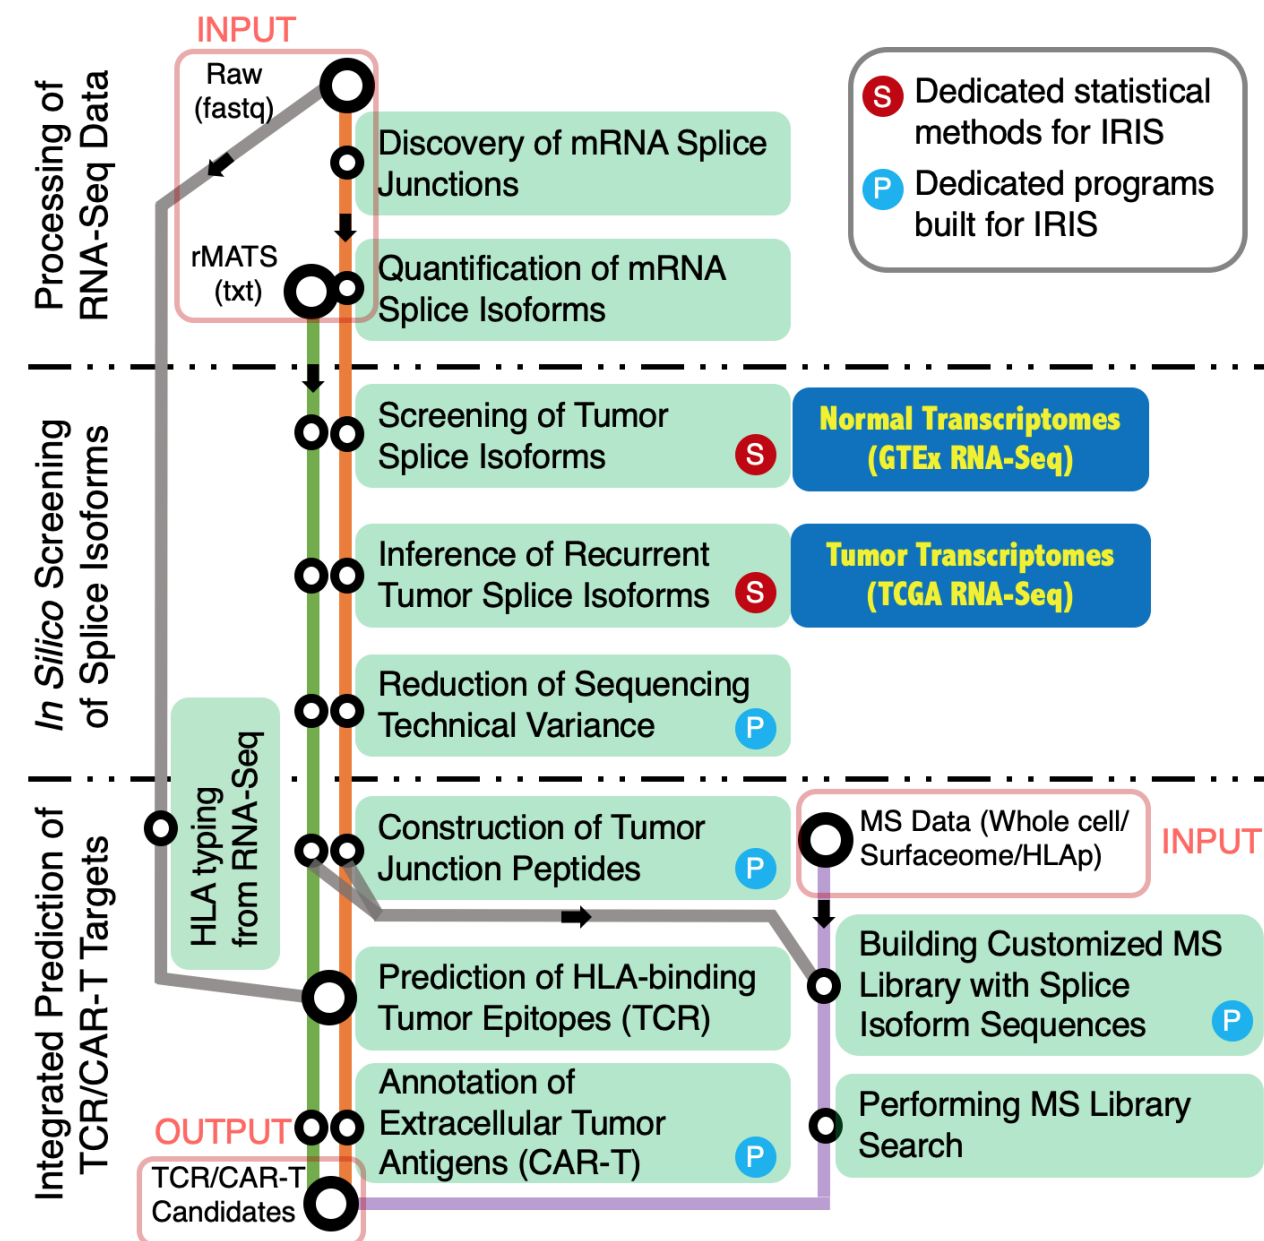 INPUT
Raw
(fastq)
Processing of
RNA-Seq Data
Discovery of mRNA Splice
Junctions
rMATS
(txt)
Quantification of mRNA
Splice Isoforms
S Dedicated statistical
methods for IRIS
P Dedicated programs
built for IRIS
In Silico Screening
of Splice Isoforms
Screening of Tumor
Splice Isoforms
S
Normal Transcriptomes
(GTEx RNA-Seq)
Inference of Recurrent
Tumor Splice Isoforms
S
Tumor Transcriptomes
(TCGA RNA-Seq)
Reduction of Sequencing
Technical Variance
P
Integrated Prediction of
TCR/CAR-T Targets
HLA typing
from RNA-Seq
Construction of Tumor
Junction Peptides
P
MS Data (Whole cell/
Surfaceome/HLAp)
INPUT
Building Customized MS
Library with Splice
Isoform Sequences
P
Prediction of HLA-binding
Tumor Epitopes (TCR)
Annotation of
Extracellular Tumor
Antigens (CAR-T)
P
Performing MS Library
Search
OUTPUT
TCR/CAR-T
Candidates